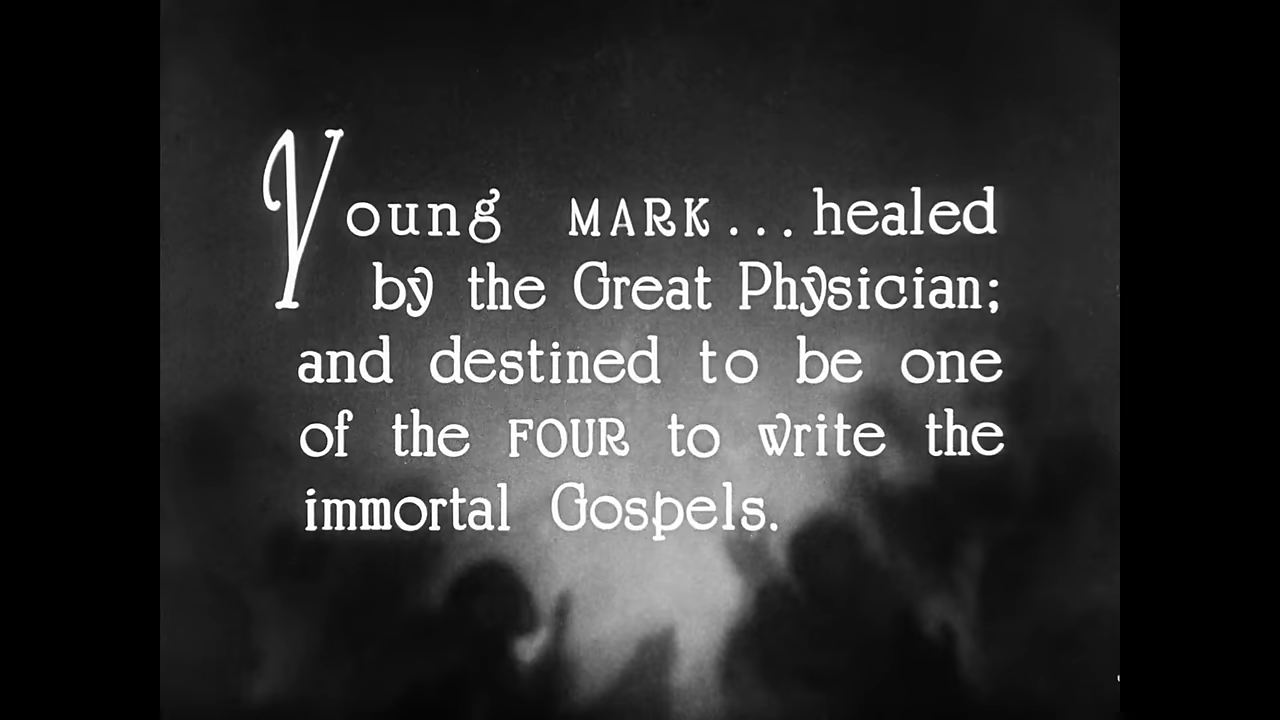 Young MARK... healed
by the Great Physician;
and destined to be one
of the FOUR to write the
immortal Gospels.